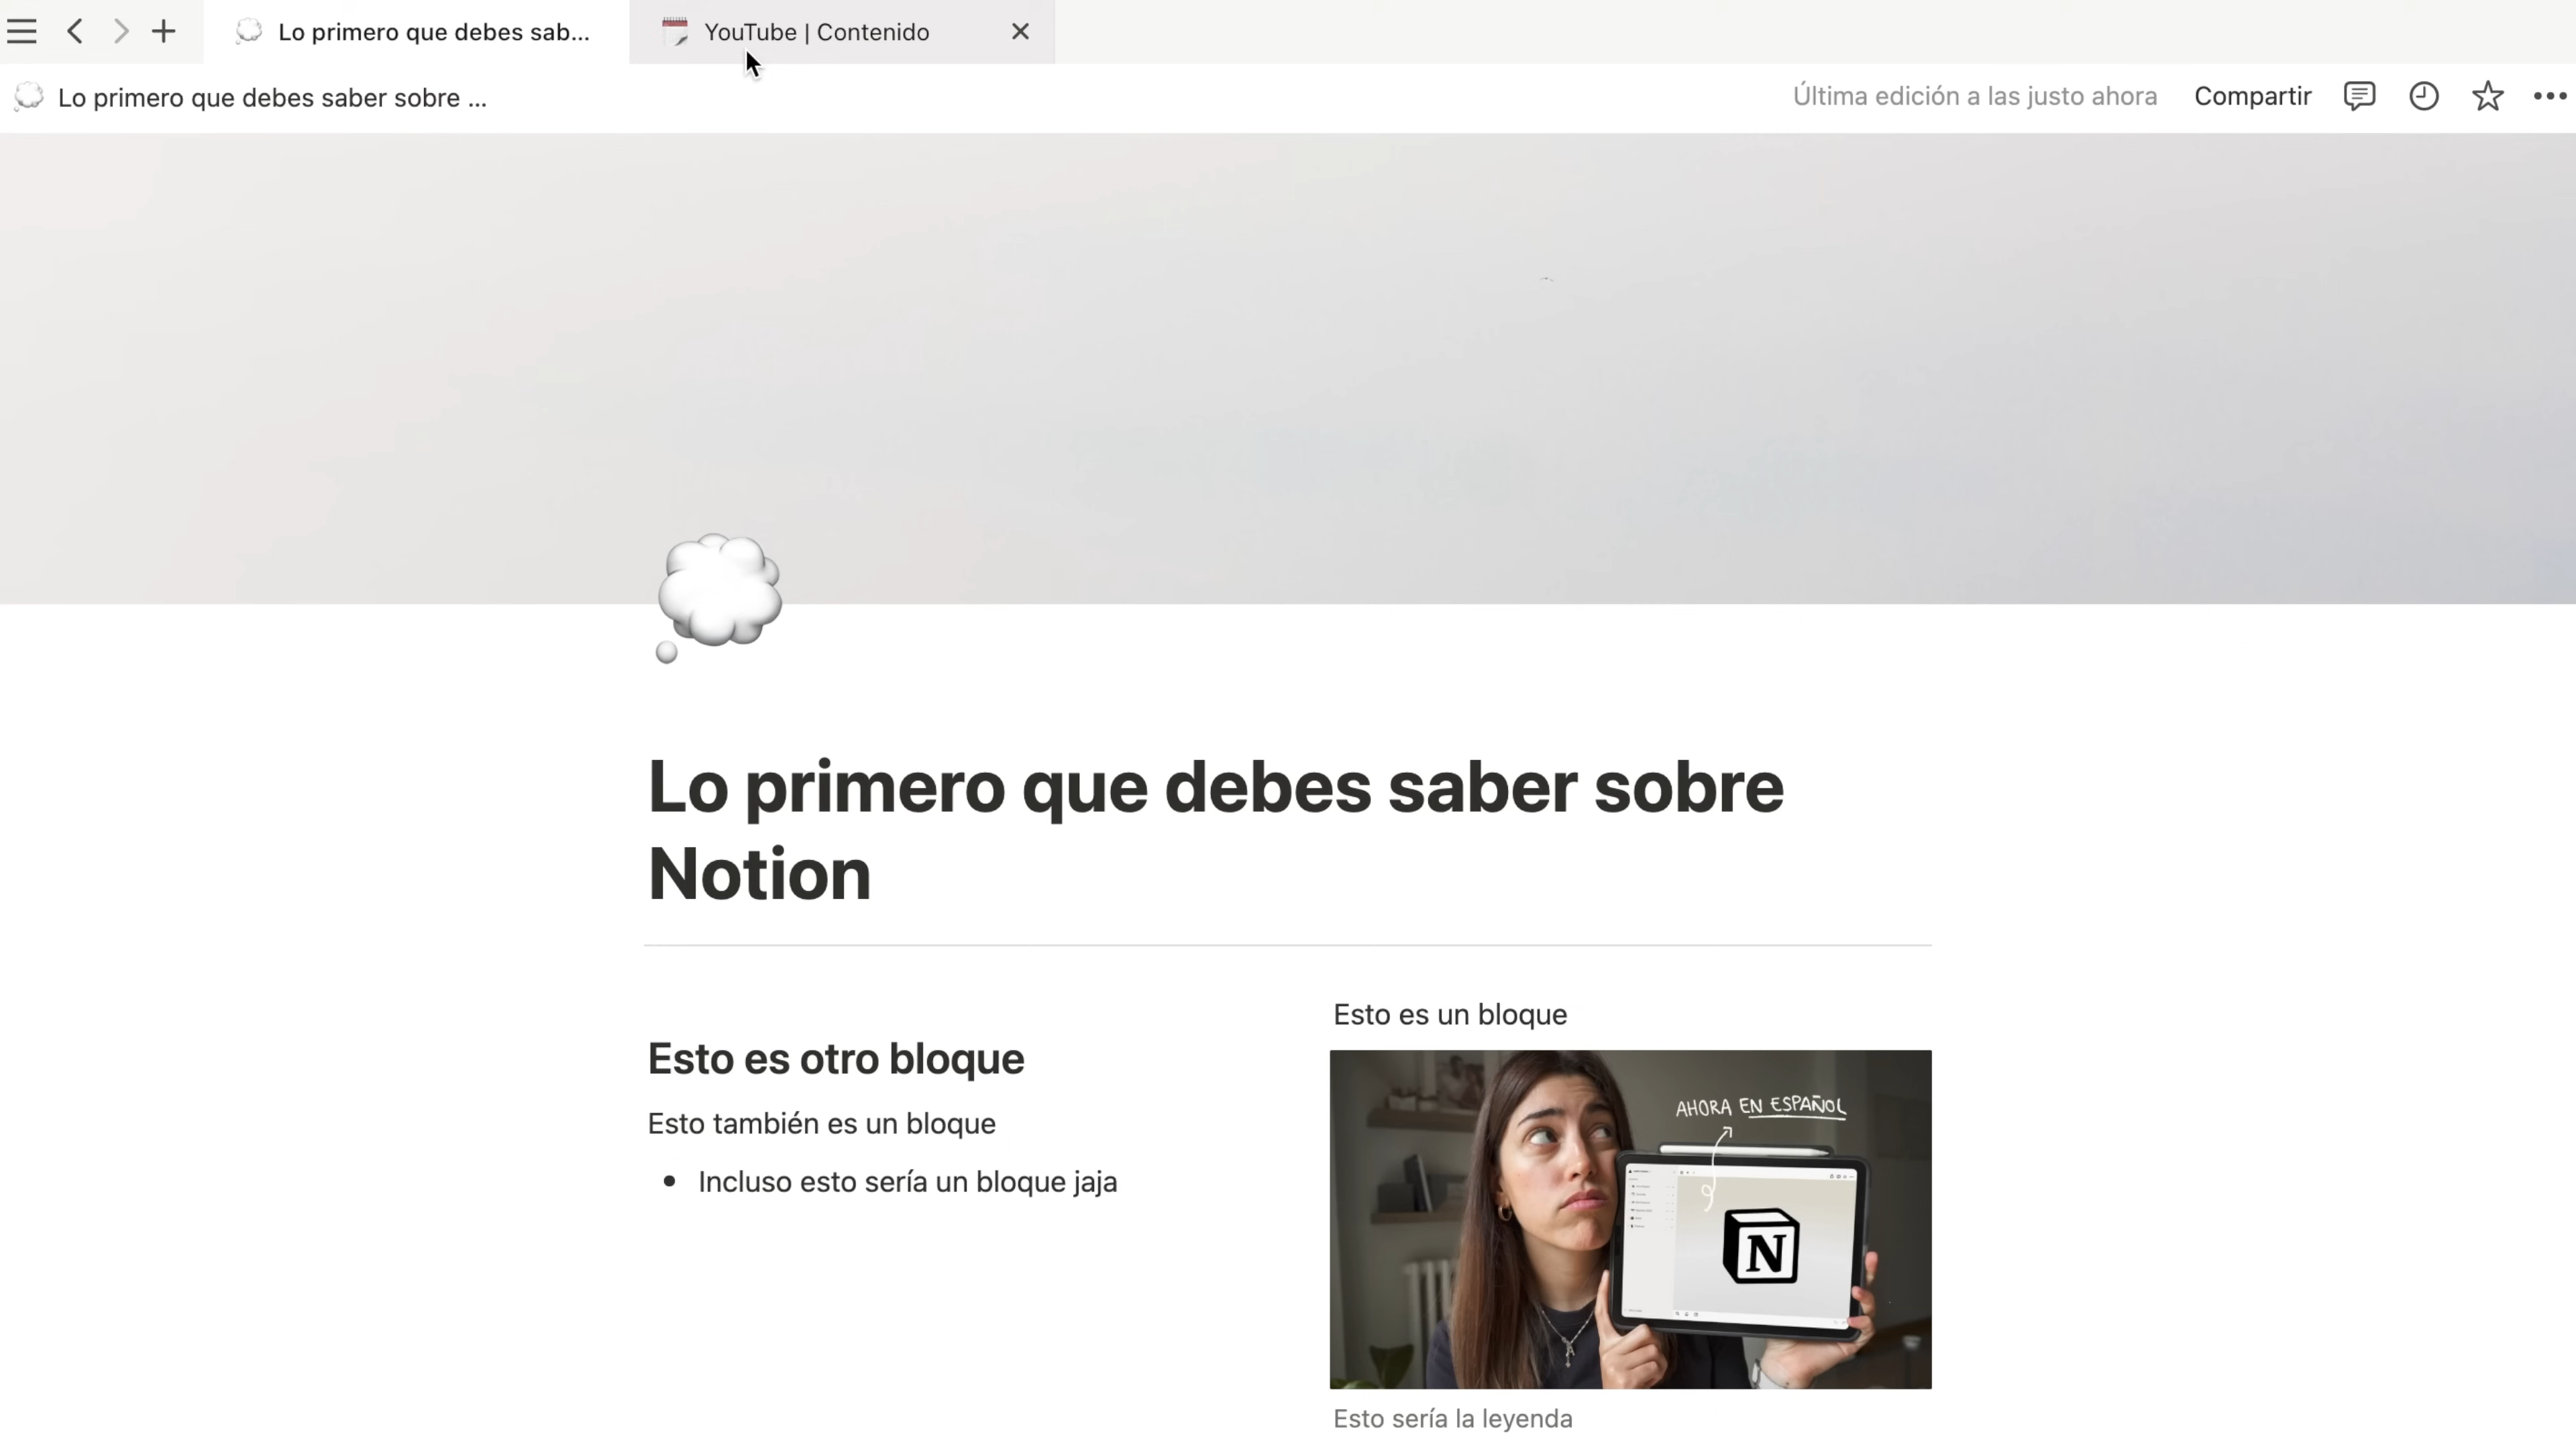 Lo primero que debes sab...
YouTube | Contenido
Lo primero que debes saber sobre ...
Última edición a las justo ahora
Compartir
Lo primero que debes saber sobre
Notion
Esto es otro bloque
Esto también es un bloque
• Incluso esto sería un bloque jaja
Esto es un bloque
AHORA EN ESPAÑOL
N
Esto sería la leyenda